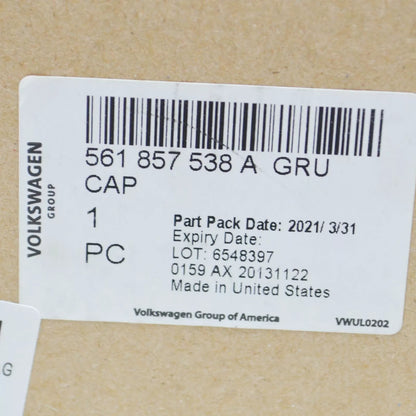 VOLKSWAGEN
GROUP
561 857 538 A GRU
CAP
1
PC
Part Pack Date: 2021/ 3/31
Expiry Date:
LOT: 6548397
0159 AX 20131122
Made in United States
Volkswagen Group of America
VWUL0202
G